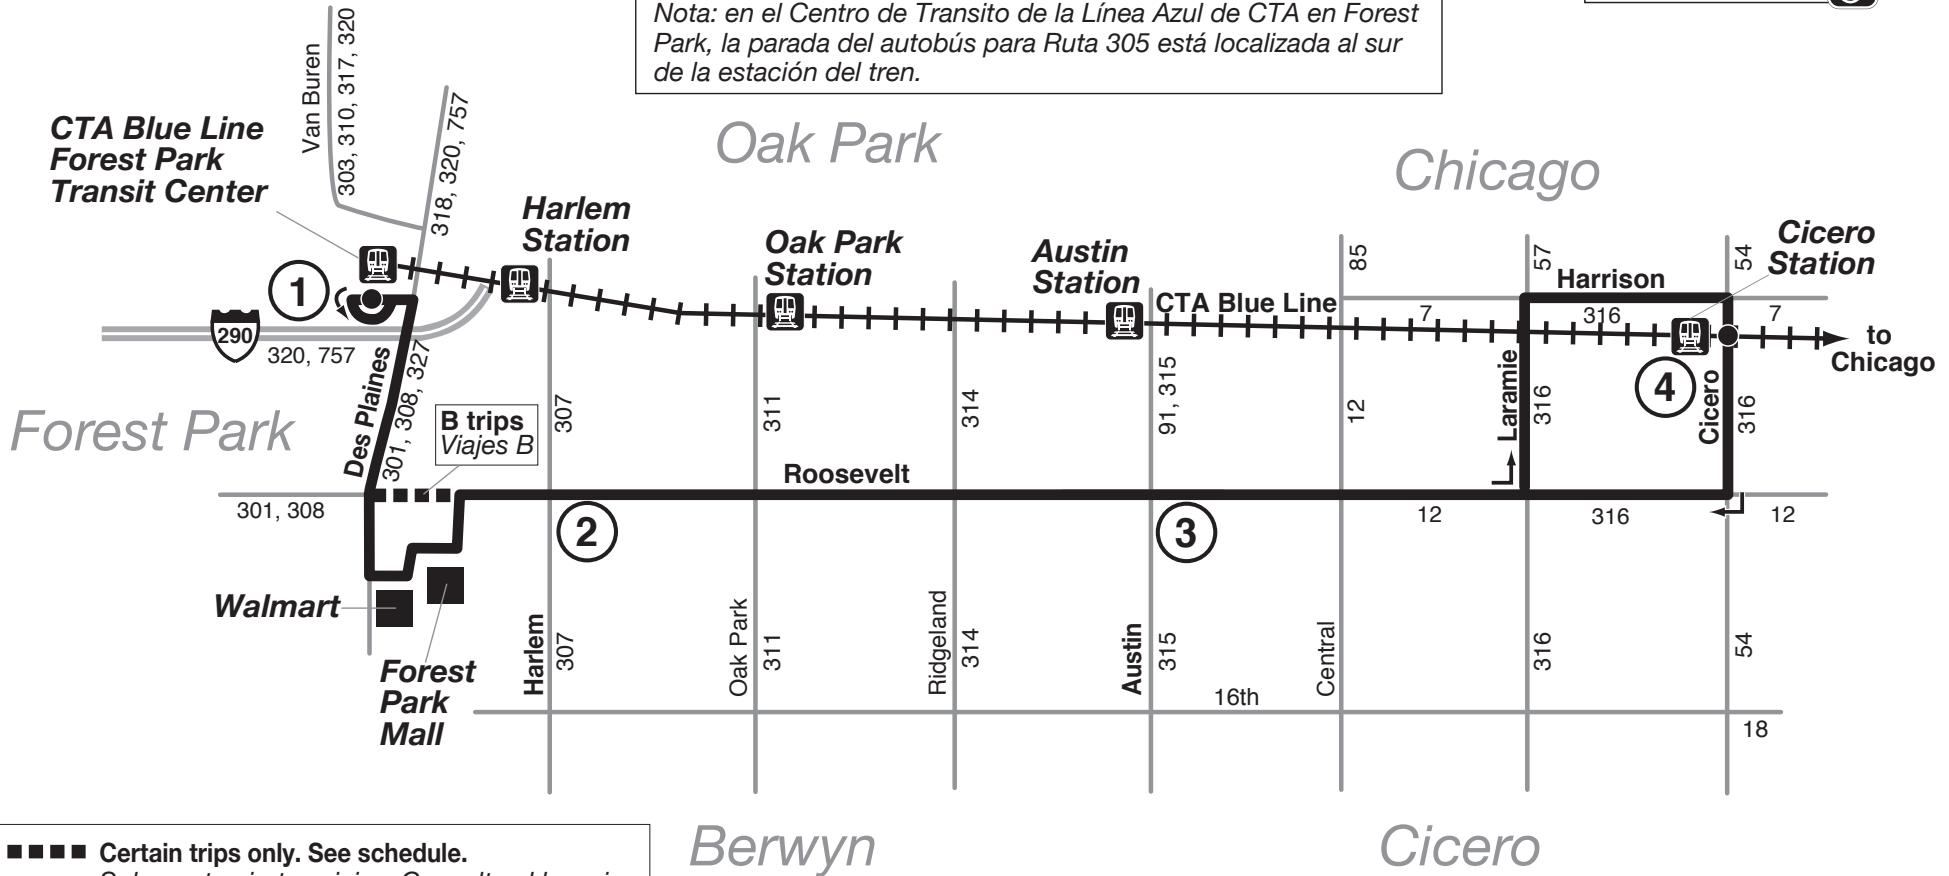 Nota: en el Centro de Transito de la Línea Azul de CTA en Forest
Park, la parada del autobús para Ruta 305 está localizada al sur
de la estación del tren.
Van Buren
303, 310, 317, 320
318, 320, 757
CTA Blue Line
Forest Park
Transit Center
Oak Park
Chicago
Harlem
Station
Oak Park
Station
Austin
Station
Cicero
Station
85
57
54
Harrison
1
CTA Blue Line
7
316
7
to
Chicago
290
320, 757
Des Plaines
301, 308, 327
Forest Park
B trips
Viajes B
307
311
314
91, 315
12
Laramie
316
4
Cicero
316
Roosevelt
301, 308
2
3
12
316
12
Walmart
Forest
Park
Mall
Harlem
307
Oak Park
311
Ridgeland
314
Austin
315
Central
316
54
16th
18
Berwyn
Cicero
Certain trips only. See schedule.